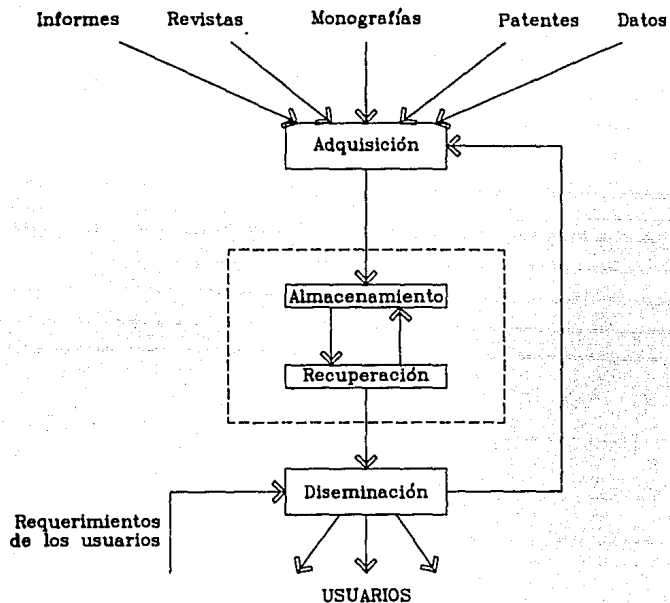 Informes Revistas Monografías Patentes Datos
Adquisición
Almacenamiento
Recuperación
Diseminación
Requerimientos
de los usuarios
USUARIOS